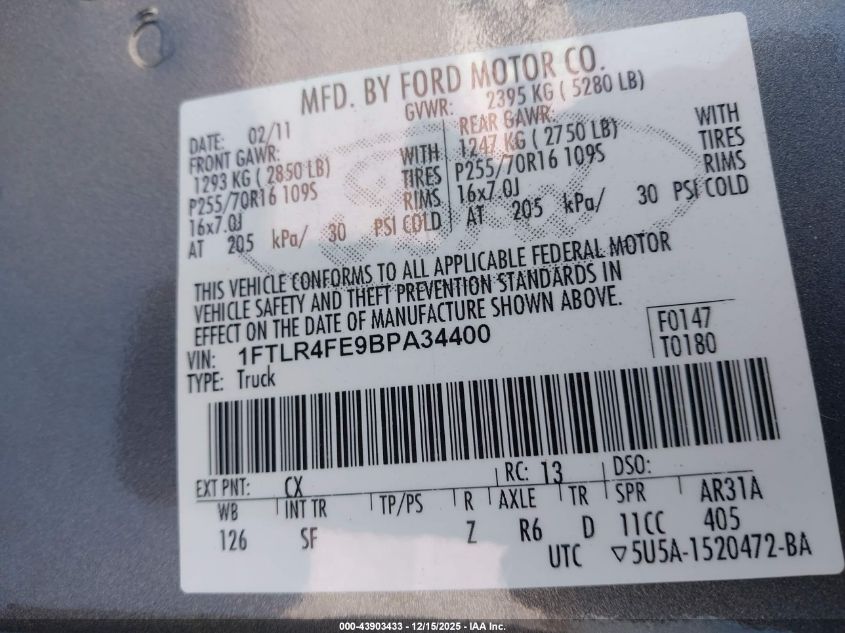 MFD. BY FORD MOTOR CO.
DATE: 02/11 GVWR: 2395 KG ( 5280 LB)
FRONT GAWR: REAR GAWR:
1293 KG ( 2850 LB) WITH 1247 KG ( 2750 LB) WITH
P255/70R16 109S TIRES P255/70R16 109S TIRES
16x7.0J RIMS 16x7.0J RIMS
AT 205 kPa/ 30 PSI COLD AT 205 kPa/ 30 PSI COLD
THIS VEHICLE CONFORMS TO ALL APPLICABLE FEDERAL MOTOR
VEHICLE SAFETY AND THEFT PREVENTION STANDARDS IN
EFFECT ON THE DATE OF MANUFACTURE SHOWN ABOVE.
VIN: 1FTLR4FE9BPA34400 F0147
TYPE: Truck T0180
EXT PNT: CX RC: 13 DSO:
WB INT TR TP/PS R AXLE TR SPR AR31A
126 SF Z R6 D 11CC 405
UTC ▽5U5A-1520472-BA
000-43903433 - 12/15/2025 - IAA Inc.